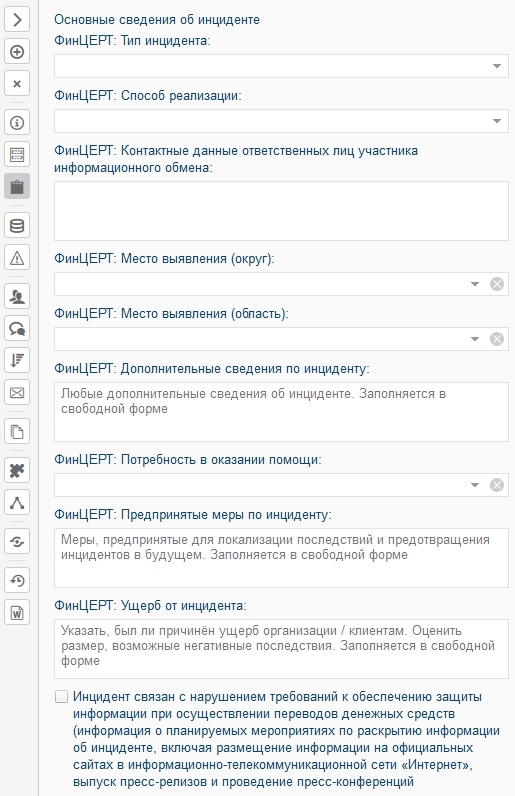 Основные сведения об инциденте
ФинЦЕРТ: Тип инцидента:
ФинЦЕРТ: Способ реализации:
ФинЦЕРТ: Контактные данные ответственных лиц участника
информационного обмена:
ФинЦЕРТ: Место выявления (округ):
ФинЦЕРТ: Место выявления (область):
ФинЦЕРТ: Дополнительные сведения по инциденту:
Любые дополнительные сведения об инциденте. Заполняется в
свободной форме
ФинЦЕРТ: Потребность в оказании помощи:
ФинЦЕРТ: Предпринятые меры по инциденту:
Меры, предпринятые для локализации последствий и предотвращения
инцидентов в будущем. Заполняется в свободной форме
ФинЦЕРТ: Ущерб от инцидента:
Указать, был ли причинён ущерб организации / клиентам. Оценить
размер, возможные негативные последствия. Заполняется в свободной
форме
Инцидент связан с нарушением требований к обеспечению защиты
информации при осуществлении переводов денежных средств
(информация о планируемых мероприятиях по раскрытию информации
об инциденте, включая размещение информации на официальных
сайтах в информационно-телекоммуникационной сети «Интернет»,
выпуск пресс-релизов и проведение пресс-конференций
W